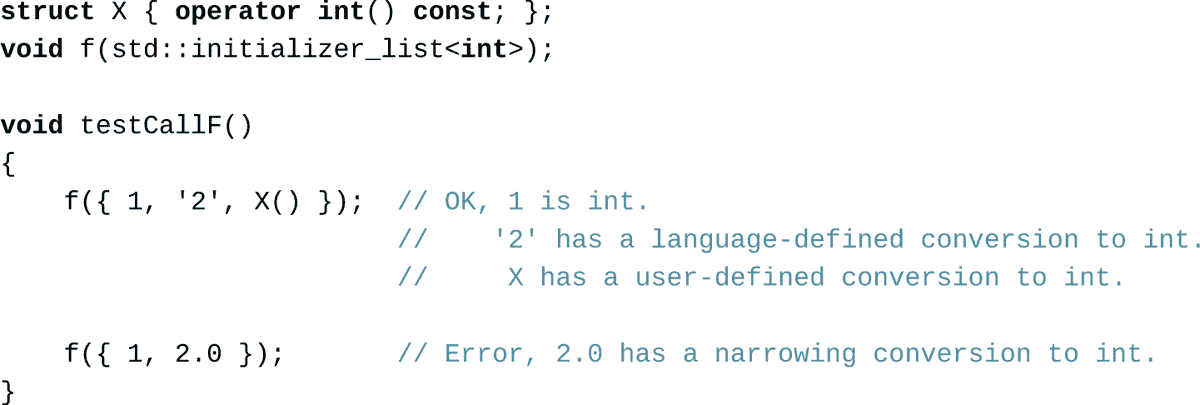 struct X { operator int() const; };
void f(std::initializer_list<int>);
void testCallF()
{
    f({ 1, '2', X() });  // OK, 1 is int.
                         //    '2' has a language-defined conversion to int.
                         //     X has a user-defined conversion to int.
    f({ 1, 2.0 });       // Error, 2.0 has a narrowing conversion to int.
}